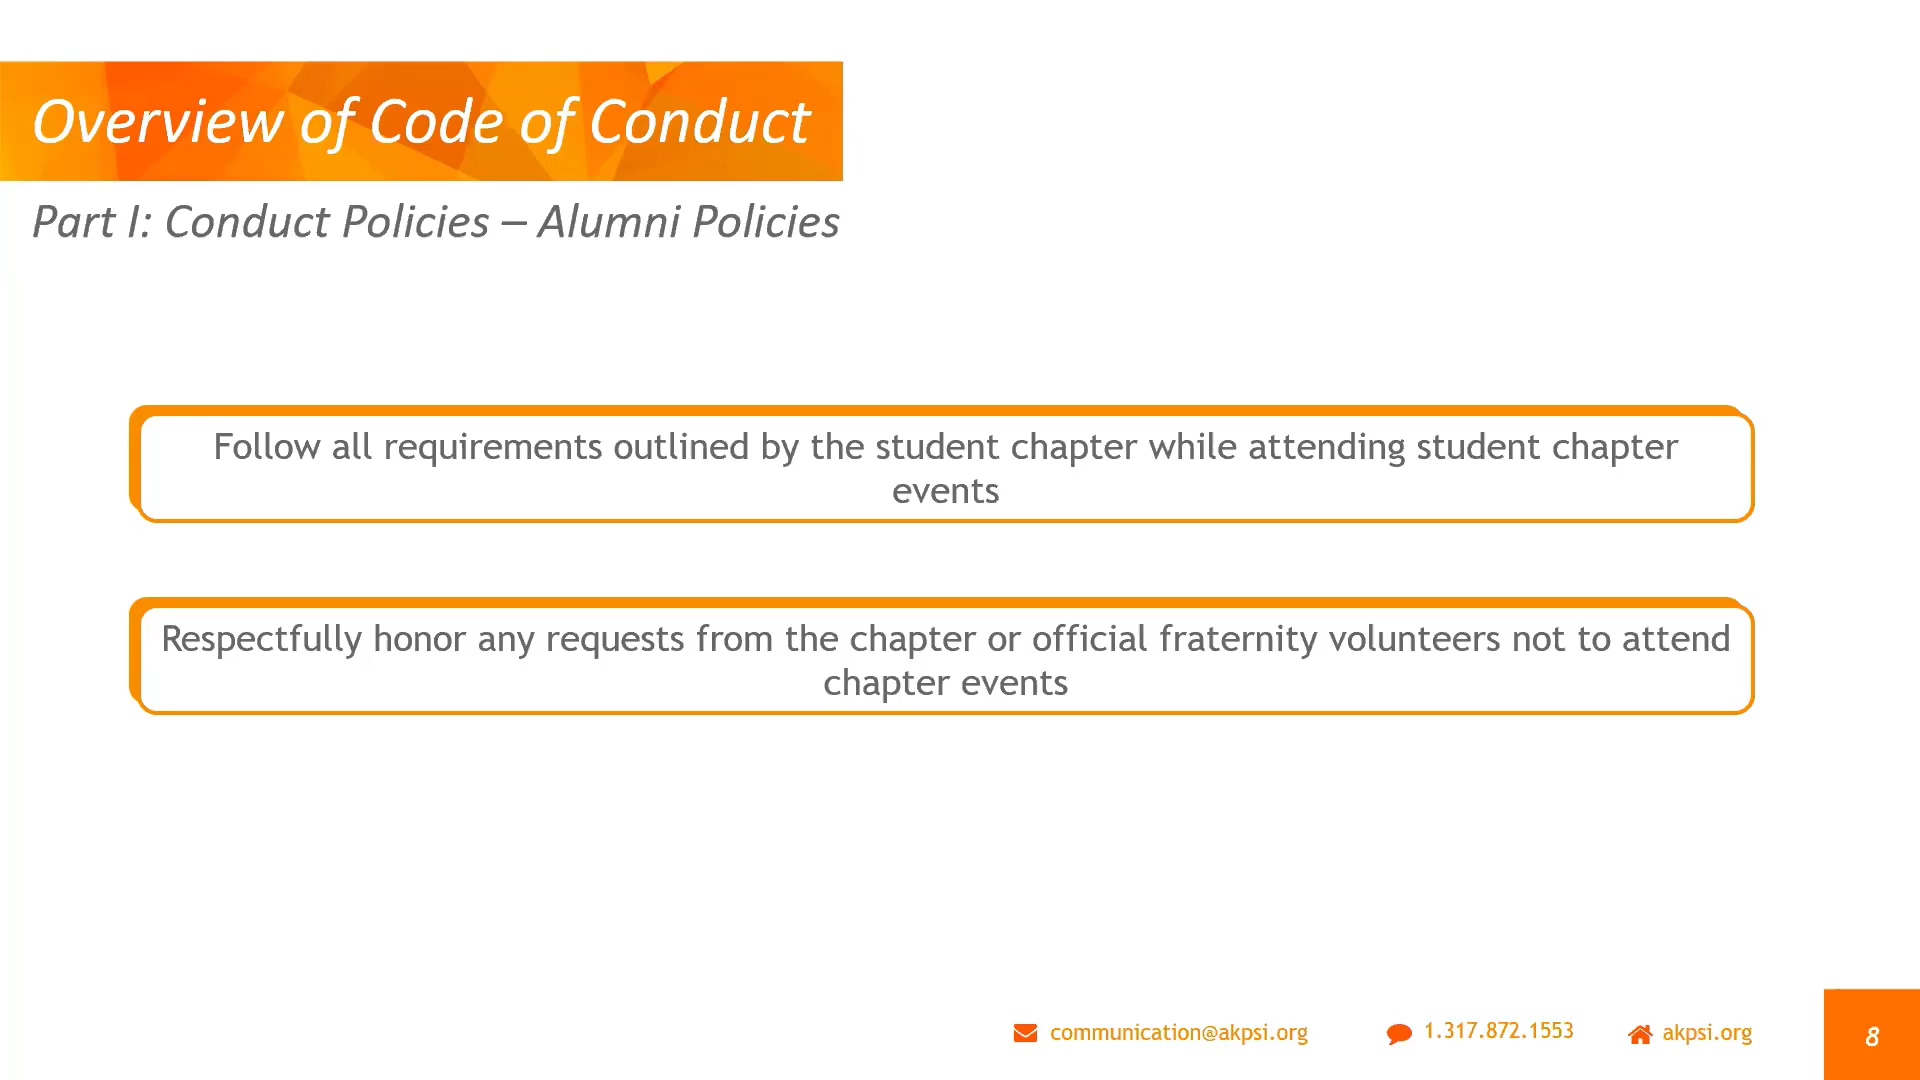 Overview of Code of Conduct
Part I: Conduct Policies – Alumni Policies
Follow all requirements outlined by the student chapter while attending student chapter
events
Respectfully honor any requests from the chapter or official fraternity volunteers not to attend
chapter events
communication@akpsi.org
1.317.872.1553
akpsi.org
8